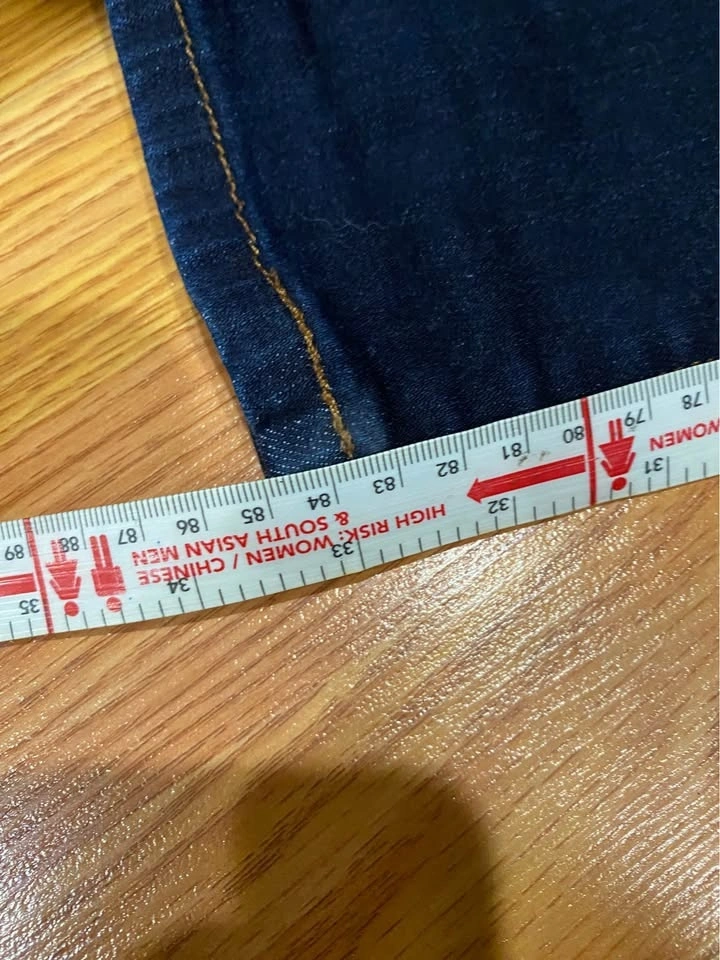 31 32 33 34 35
WOMEN
HIGH RISK: WOMEN / CHINESE
& SOUTH ASIAN MEN
78 79 80 81 82 83 84 85 86 87 88 89